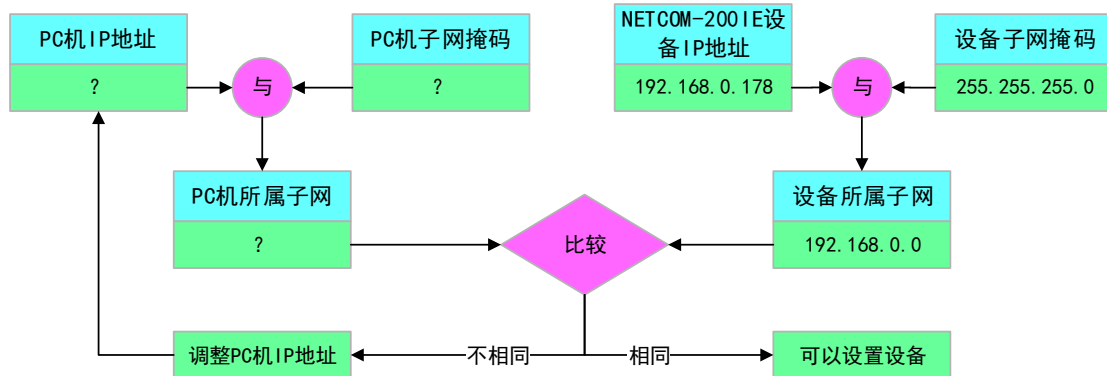 PC机IP地址
?
与
PC机子网掩码
?
NETCOM-200IE设
备IP地址
192.168.0.178
与
设备子网掩码
255.255.255.0
PC机所属子网
?
比较
设备所属子网
192.168.0.0
调整PC机IP地址
不相同
相同
可以设置设备